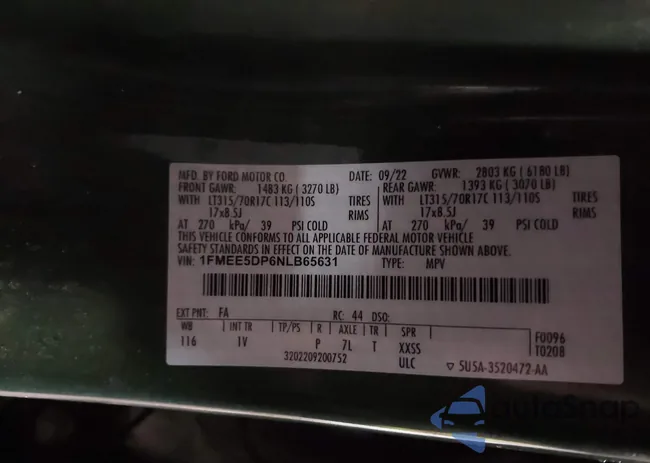 MFD. BY FORD MOTOR CO. DATE: 09/22 GVWR: 2803 KG ( 6180 LB)
FRONT GAWR: 1483 KG ( 3270 LB) REAR GAWR: 1393 KG ( 3070 LB)
WITH LT315/70R17C 113/110S TIRES WITH LT315/70R17C 113/110S TIRES
17x8.5J RIMS 17x8.5J RIMS
AT 270 kPa/ 39 PSI COLD AT 270 kPa/ 39 PSI COLD
THIS VEHICLE CONFORMS TO ALL APPLICABLE FEDERAL MOTOR VEHICLE
SAFETY STANDARDS IN EFFECT ON THE DATE OF MANUFACTURE SHOWN ABOVE.
VIN: 1FMEE5DP6NLB65631 TYPE: MPV
EXT PNT: FA RC: 44 DSO:
WB INT TR TP/PS R AXLE TR SPR F0096
116 IV P 7L T XXSS T0208
3202209200752 ULC ▽ 5U5A-3520472-AA
AutoSnap